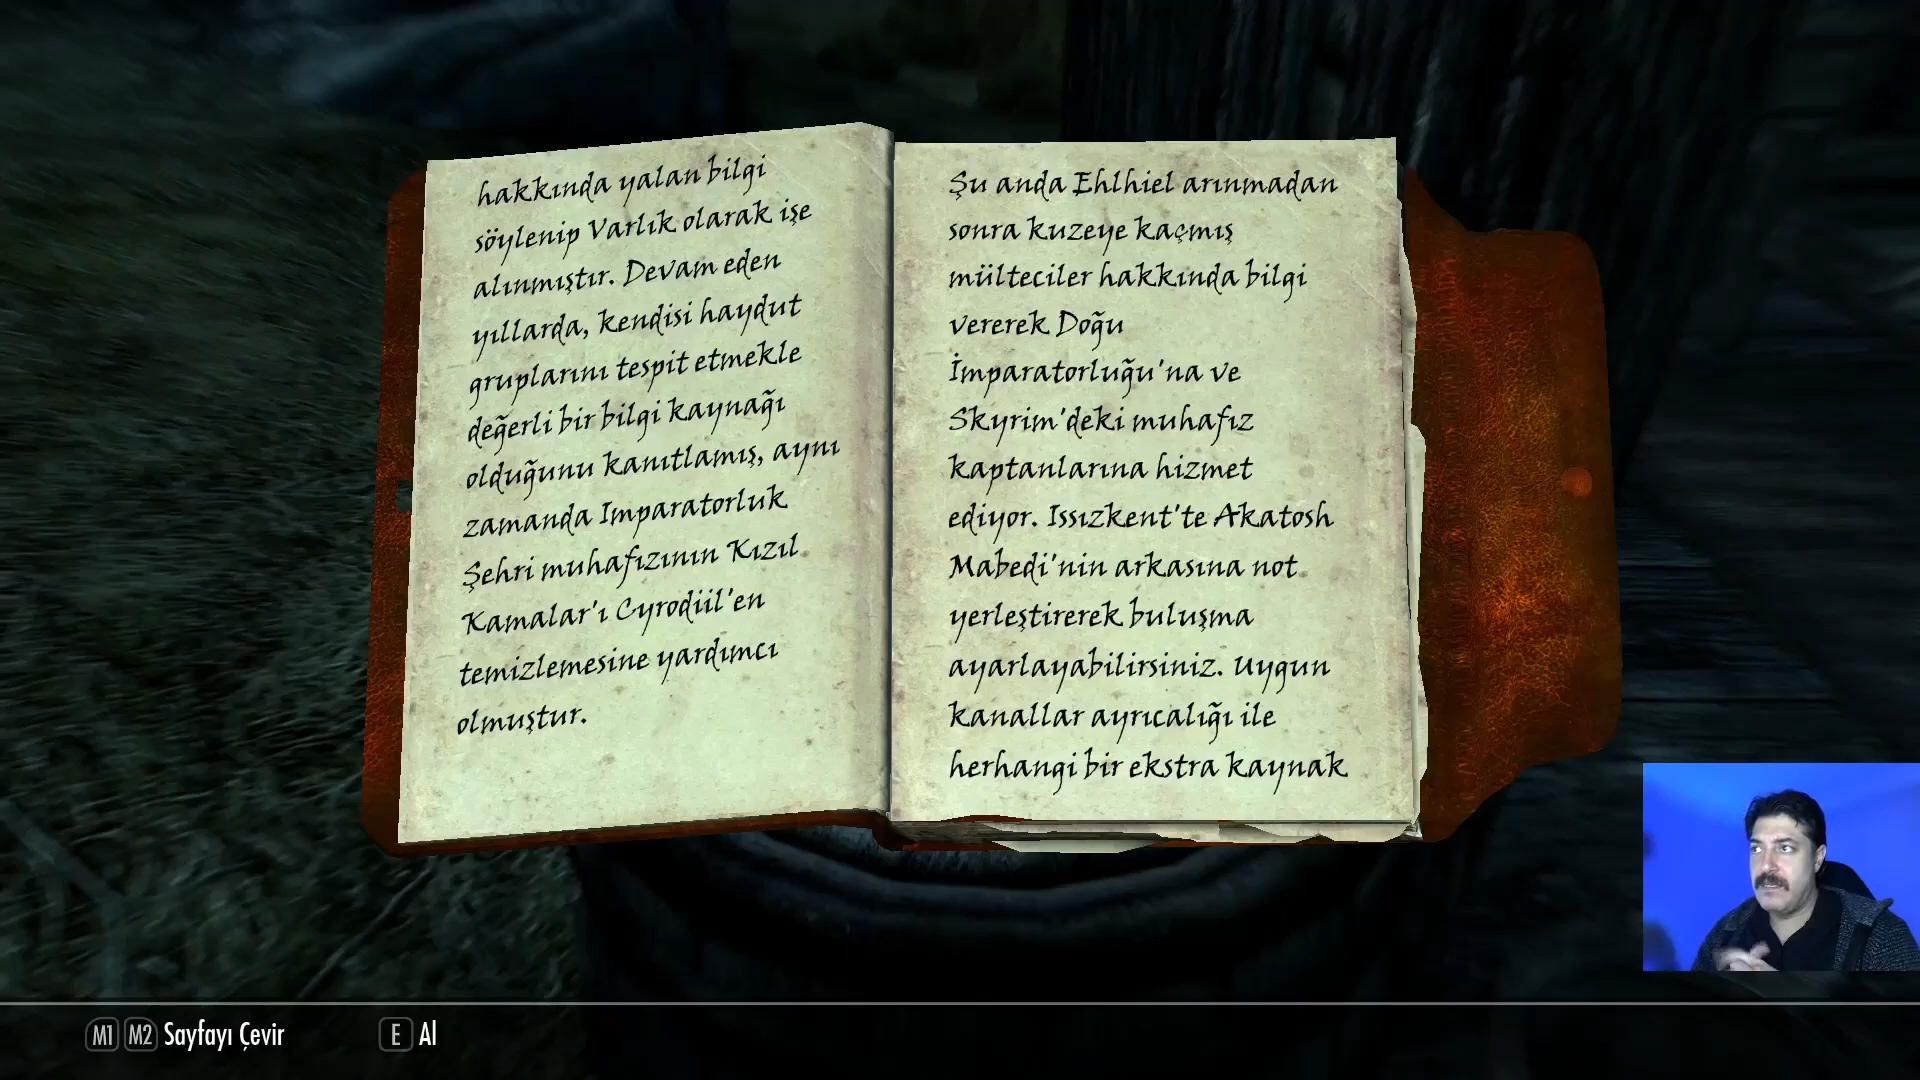 hakkında yalan bilgi
söylenip Varlık olarak işe
alınmıştır. Devam eden
yıllarda, kendisi haydut
gruplarını tespit etmekle
değerli bir bilgi kaynağı
olduğunu kanıtlamış, aynı
zamanda Imparatorluk
Şehri muhafızının Kızıl
Kamalar'ı Cyrodiil'en
temizlemesine yardımcı
olmuştur.
Şu anda Ehlhiel arınmadan
sonra kuzeye kaçmış
mülteciler hakkında bilgi
vererek Doğu
İmparatorluğu'na ve
Skyrim'deki muhafız
kaptanlarına hizmet
ediyor. Issızkent'te Akatosh
Mabedi'nin arkasına not
yerleştirerek buluşma
ayarlayabilirsiniz. Uygun
kanallar ayrıcalığı ile
herhangi bir ekstra kaynak
M1 M2 Sayfayı Çevir E Al